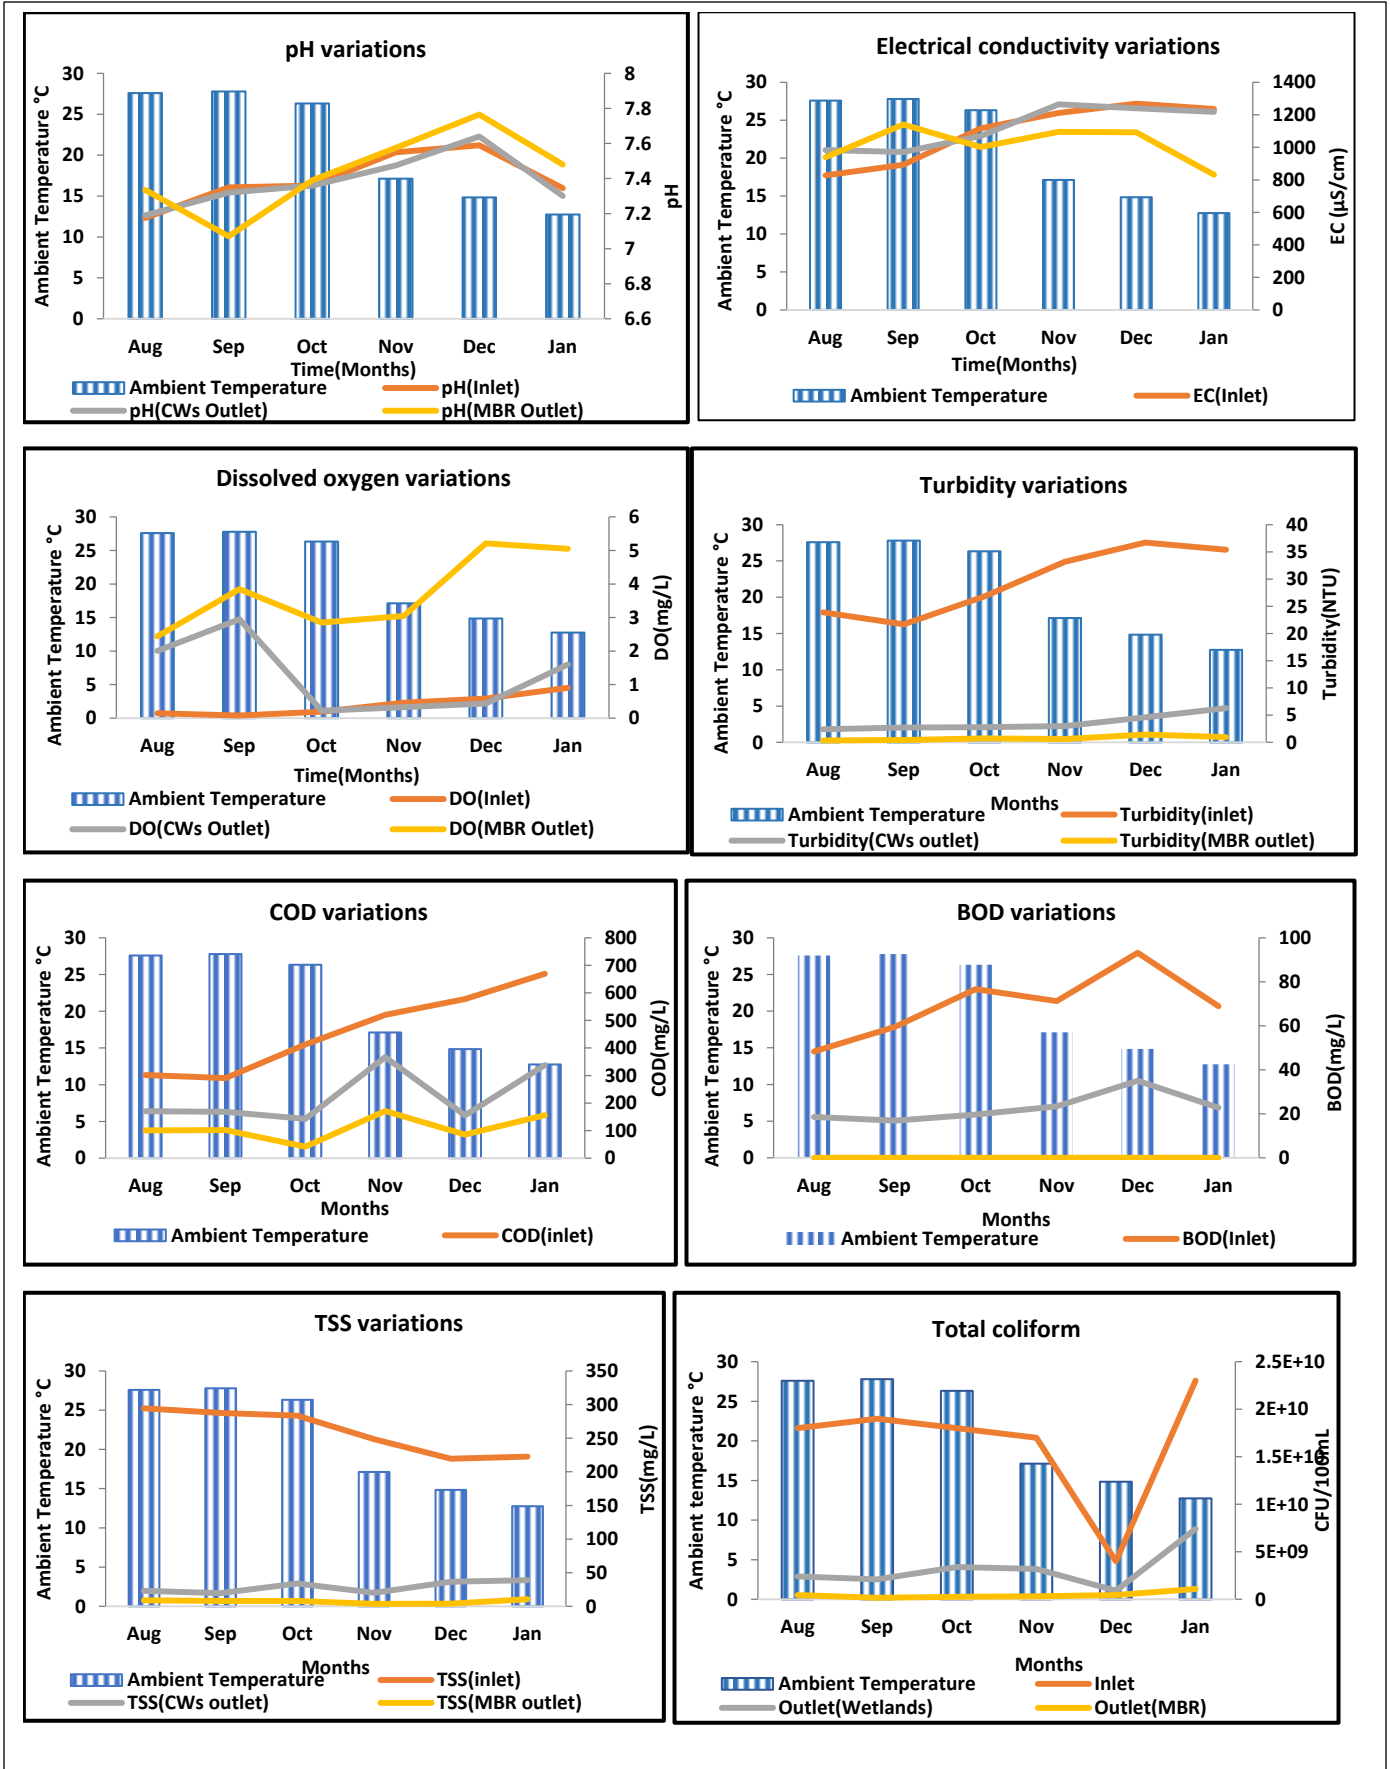 pH variations
30
25
20
15
10
5
0
Ambient Temperature °C
8
7.8
7.6
7.4
7.2
7
6.8
6.6
pH
Aug Sep Oct Nov Dec Jan
Time(Months)
Ambient Temperature pH(Inlet)
pH(CWs Outlet) pH(MBR Outlet)
Electrical conductivity variations
30
25
20
15
10
5
0
Ambient Temperature °C
1400
1200
1000
800
600
400
200
0
EC (µS/cm)
Aug Sep Oct Nov Dec Jan
Time(Months)
Ambient Temperature EC(Inlet)
Dissolved oxygen variations
30
25
20
15
10
5
0
Ambient Temperature °C
6
5
4
3
2
1
0
DO(mg/L)
Aug Sep Oct Nov Dec Jan
Time(Months)
Ambient Temperature DO(Inlet)
DO(CWs Outlet) DO(MBR Outlet)
Turbidity variations
30
25
20
15
10
5
0
Ambient Temperature °C
40
35
30
25
20
15
10
5
0
Turbidity(NTU)
Aug Sep Oct Nov Dec Jan
Months
Ambient Temperature Turbidity(inlet)
Turbidity(CWs outlet) Turbidity(MBR outlet)
COD variations
30
25
20
15
10
5
0
Ambient Temperature °C
800
700
600
500
400
300
200
100
0
COD(mg/L)
Aug Sep Oct Nov Dec Jan
Months
Ambient Temperature COD(inlet)
BOD variations
30
25
20
15
10
5
0
Ambient Temperature °C
100
80
60
40
20
0
BOD(mg/L)
Aug Sep Oct Nov Dec Jan
Months
Ambient Temperature BOD(Inlet)
TSS variations
30
25
20
15
10
5
0
Ambient Temperature °C
350
300
250
200
150
100
50
0
TSS(mg/L)
Aug Sep Oct Nov Dec Jan
Months
Ambient Temperature TSS(inlet)
TSS(CWs outlet) TSS(MBR outlet)
Total coliform
30
25
20
15
10
5
0
Ambient temperature °C
2.5E+10
2E+10
1.5E+10
1E+10
5E+09
0
CFU/100mL
Aug Sep Oct Nov Dec Jan
Months
Ambient Temperature Inlet
Outlet(Wetlands) Outlet(MBR)